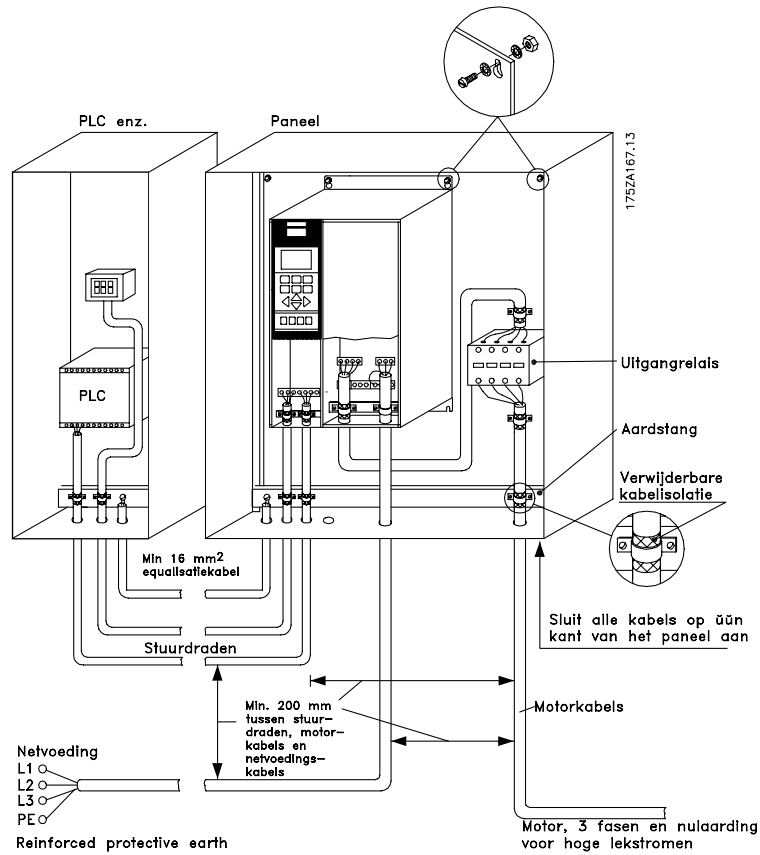 PLC enz.
Paneel
175ZA167.13
PLC
Uitgangrelais
Aardstang
Verwijderbare
kabelisolatie
Min 16 mm2
equalisatiekabel
Stuurdraden
Sluit alle kabels op üün
kant van het paneel aan
Min. 200 mm
tussen stuur-
draden, motor-
kabels en
netvoedings-
kabels
Motorkabels
Netvoeding
L1
L2
L3
PE
Reinforced protective earth
Motor, 3 fasen en nulaarding
voor hoge lekstromen